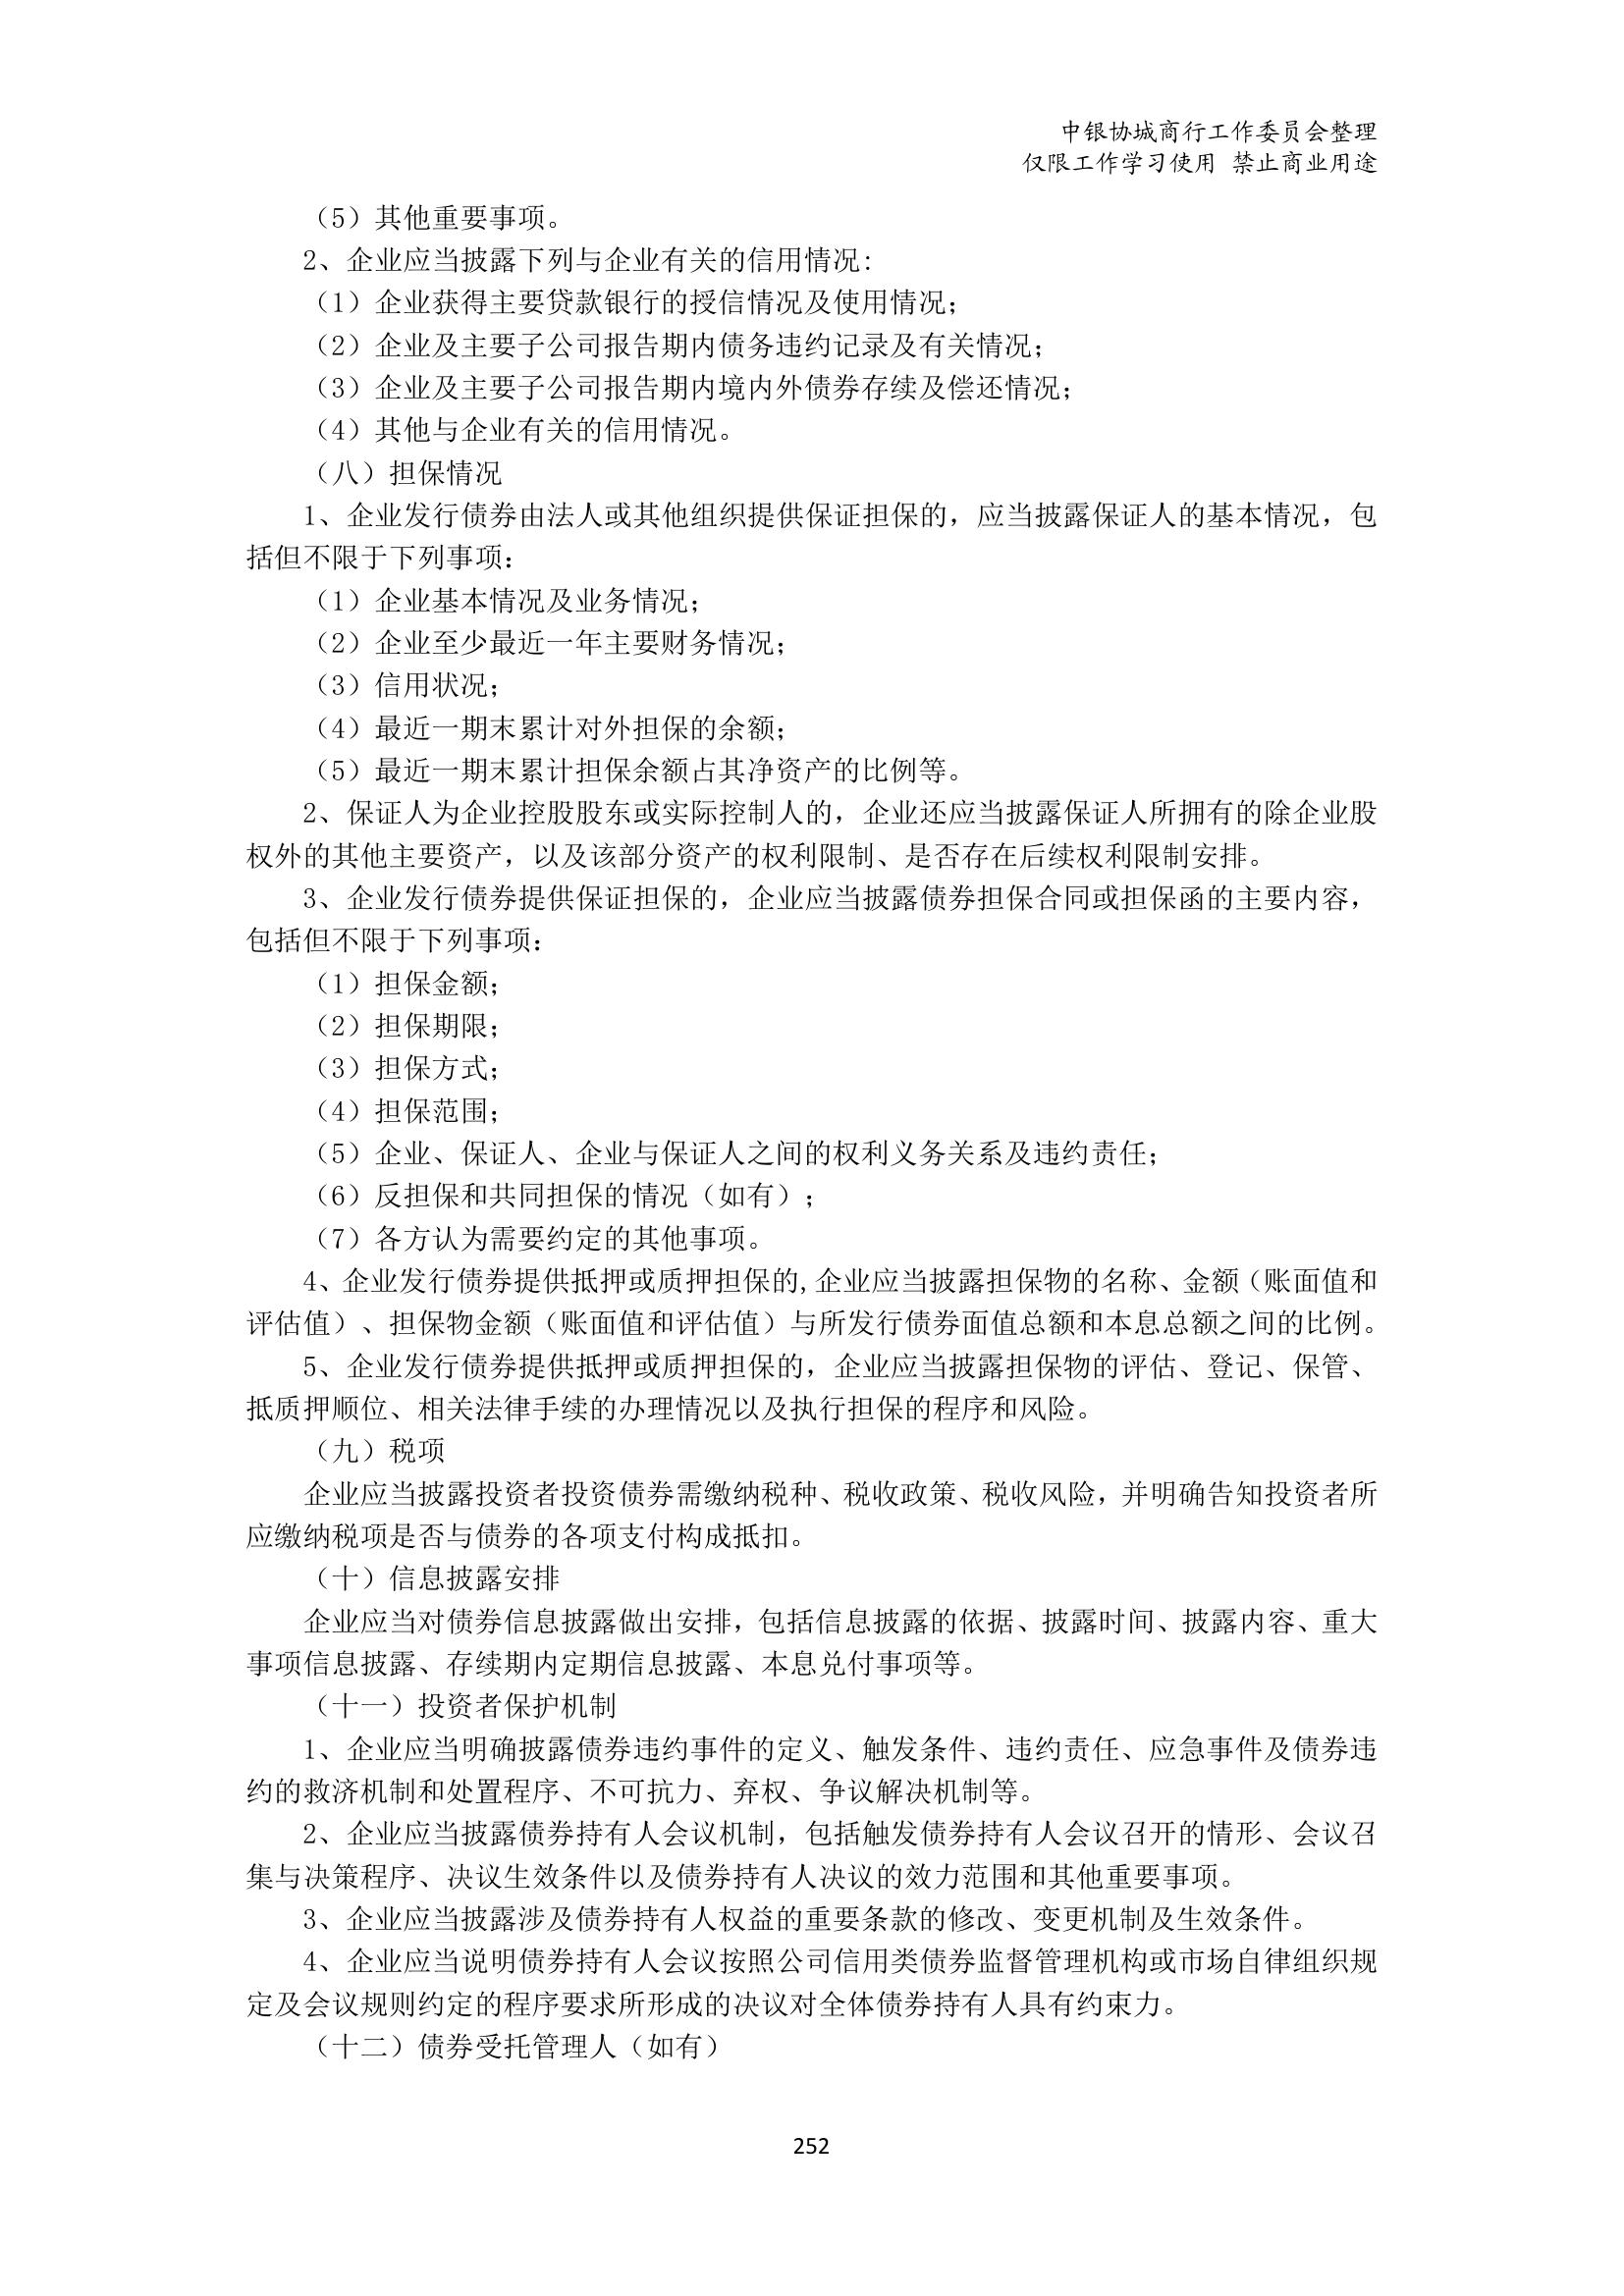 中银协城商行工作委员会整理
仅限工作学习使用 禁止商业用途
（5）其他重要事项。
2、企业应当披露下列与企业有关的信用情况:
（1）企业获得主要贷款银行的授信情况及使用情况；
（2）企业及主要子公司报告期内债务违约记录及有关情况；
（3）企业及主要子公司报告期内境内外债券存续及偿还情况；
（4）其他与企业有关的信用情况。
（八）担保情况
1、企业发行债券由法人或其他组织提供保证担保的，应当披露保证人的基本情况，包
括但不限于下列事项：
（1）企业基本情况及业务情况；
（2）企业至少最近一年主要财务情况；
（3）信用状况；
（4）最近一期末累计对外担保的余额；
（5）最近一期末累计担保余额占其净资产的比例等。
2、保证人为企业控股股东或实际控制人的，企业还应当披露保证人所拥有的除企业股
权外的其他主要资产，以及该部分资产的权利限制、是否存在后续权利限制安排。
3、企业发行债券提供保证担保的，企业应当披露债券担保合同或担保函的主要内容，
包括但不限于下列事项：
（1）担保金额；
（2）担保期限；
（3）担保方式；
（4）担保范围；
（5）企业、保证人、企业与保证人之间的权利义务关系及违约责任；
（6）反担保和共同担保的情况（如有）；
（7）各方认为需要约定的其他事项。
4、企业发行债券提供抵押或质押担保的,企业应当披露担保物的名称、金额（账面值和
评估值）、担保物金额（账面值和评估值）与所发行债券面值总额和本息总额之间的比例。
5、企业发行债券提供抵押或质押担保的，企业应当披露担保物的评估、登记、保管、
抵质押顺位、相关法律手续的办理情况以及执行担保的程序和风险。
（九）税项
企业应当披露投资者投资债券需缴纳税种、税收政策、税收风险，并明确告知投资者所
应缴纳税项是否与债券的各项支付构成抵扣。
（十）信息披露安排
企业应当对债券信息披露做出安排，包括信息披露的依据、披露时间、披露内容、重大
事项信息披露、存续期内定期信息披露、本息兑付事项等。
（十一）投资者保护机制
1、企业应当明确披露债券违约事件的定义、触发条件、违约责任、应急事件及债券违
约的救济机制和处置程序、不可抗力、弃权、争议解决机制等。
2、企业应当披露债券持有人会议机制，包括触发债券持有人会议召开的情形、会议召
集与决策程序、决议生效条件以及债券持有人决议的效力范围和其他重要事项。
3、企业应当披露涉及债券持有人权益的重要条款的修改、变更机制及生效条件。
4、企业应当说明债券持有人会议按照公司信用类债券监督管理机构或市场自律组织规
定及会议规则约定的程序要求所形成的决议对全体债券持有人具有约束力。
（十二）债券受托管理人（如有）
252